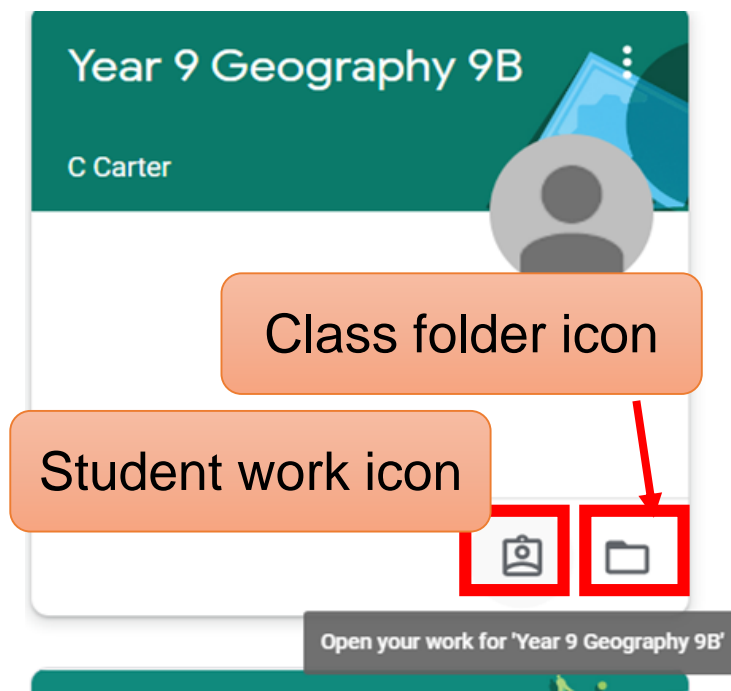 Year 9 Geography 9B
C Carter
Class folder icon
Student work icon
Open your work for 'Year 9 Geography 9B'